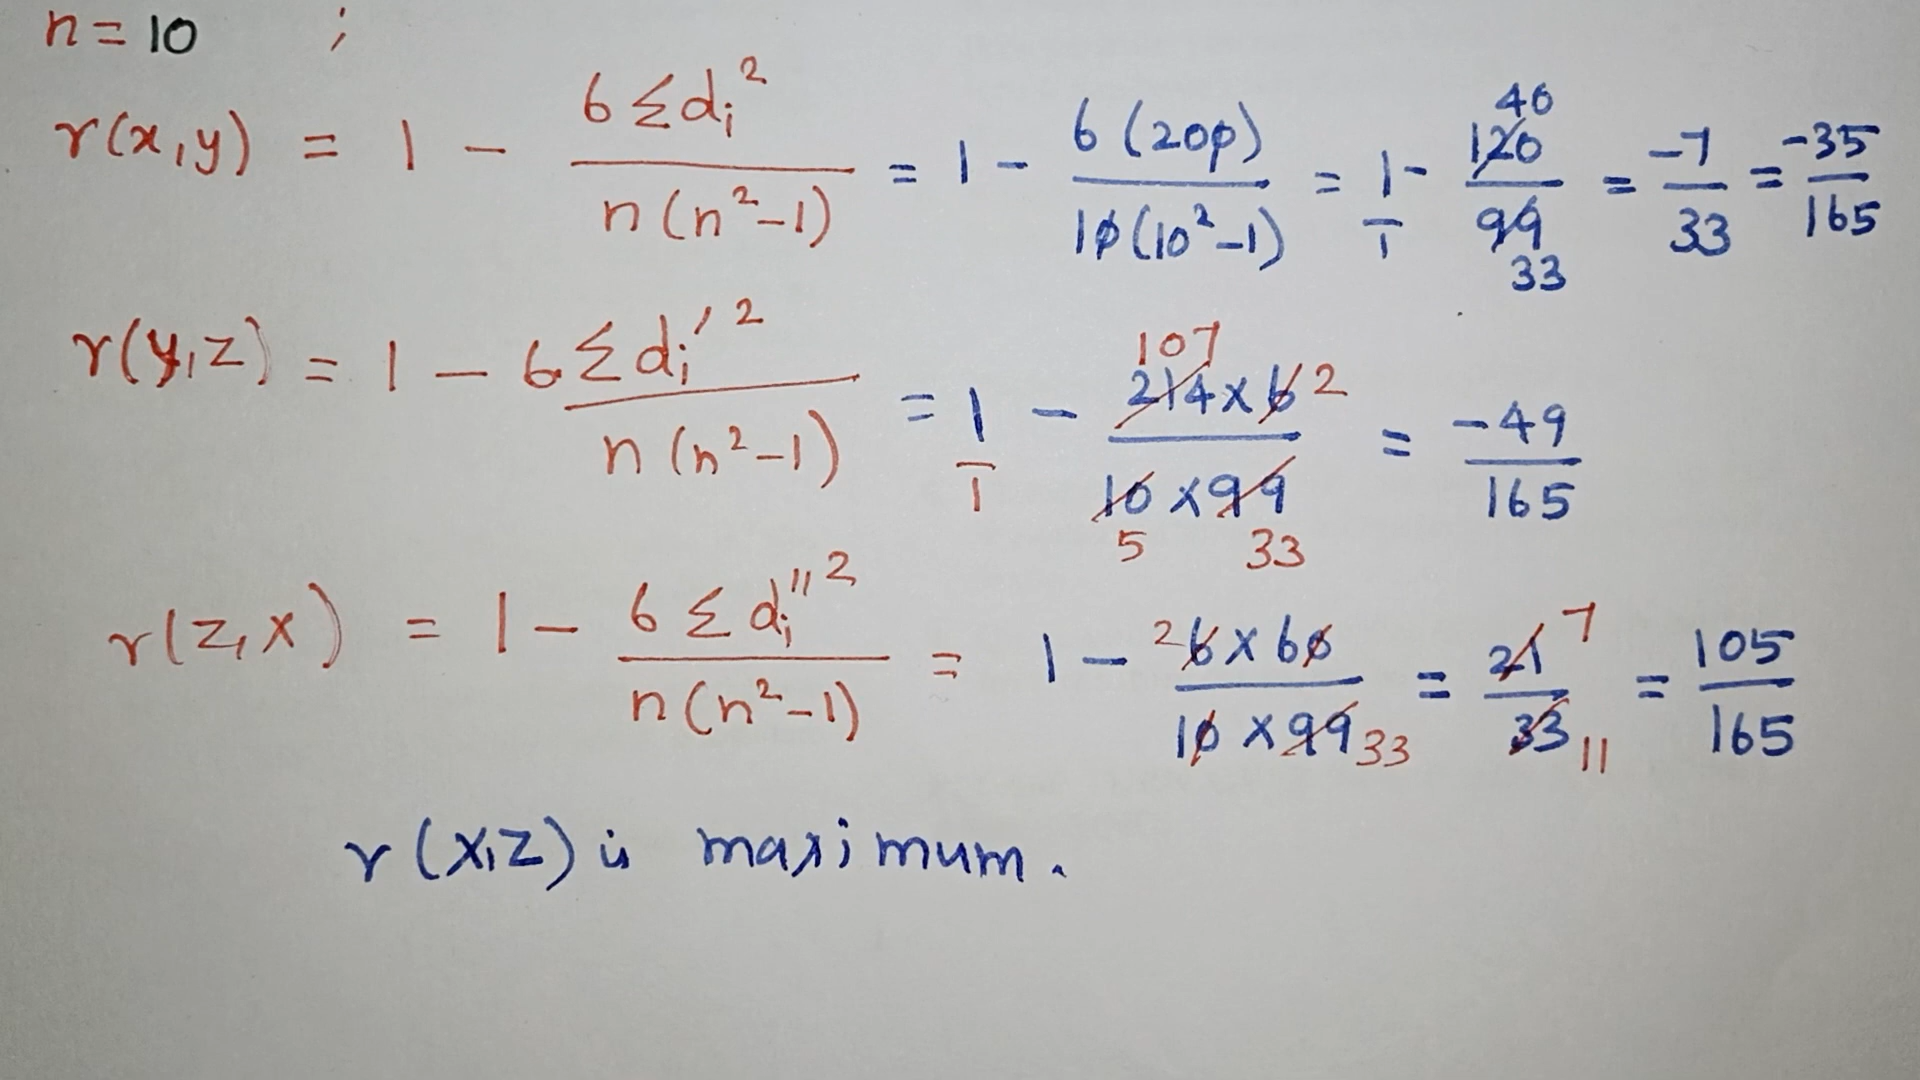 n = 10 ;
r(x,y) = 1 - 6Σdi² / n(n²-1) = 1 - 6(200) / 10(10²-1) = 1/1 - 120 40 / 99 33 = -7/33 = -35/165
r(y,z) = 1 - 6Σdi'² / n(n²-1) = 1/1 - 107 214 x 6 2 / 10 5 x 99 33 = -49/165
r(z,x) = 1 - 6Σdi''² / n(n²-1) = 1 - 2 6 x 60 / 10 x 99 33 = 21 7 / 33 11 = 105/165
r(x,z) is maximum.